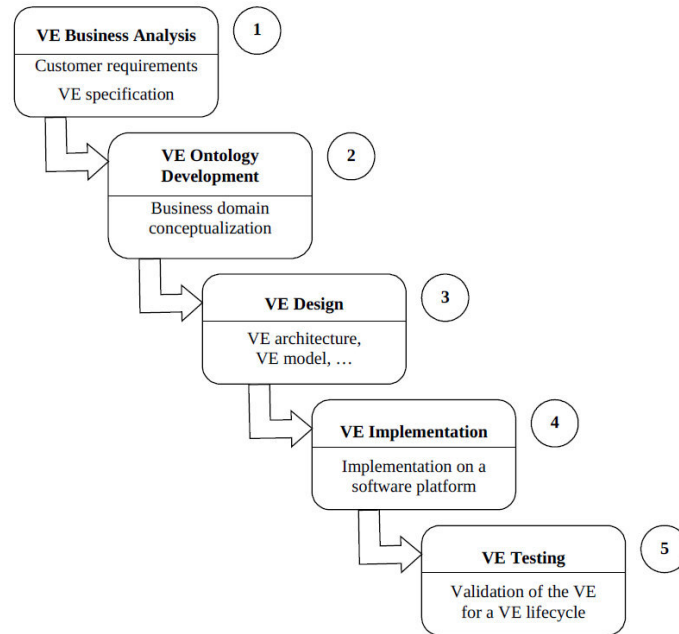 VE Business Analysis
1
Customer requirements
VE specification
VE Ontology
Development
2
Business domain
conceptualization
VE Design
3
VE architecture,
VE model, …
VE Implementation
4
Implementation on a
software platform
VE Testing
5
Validation of the VE
for a VE lifecycle